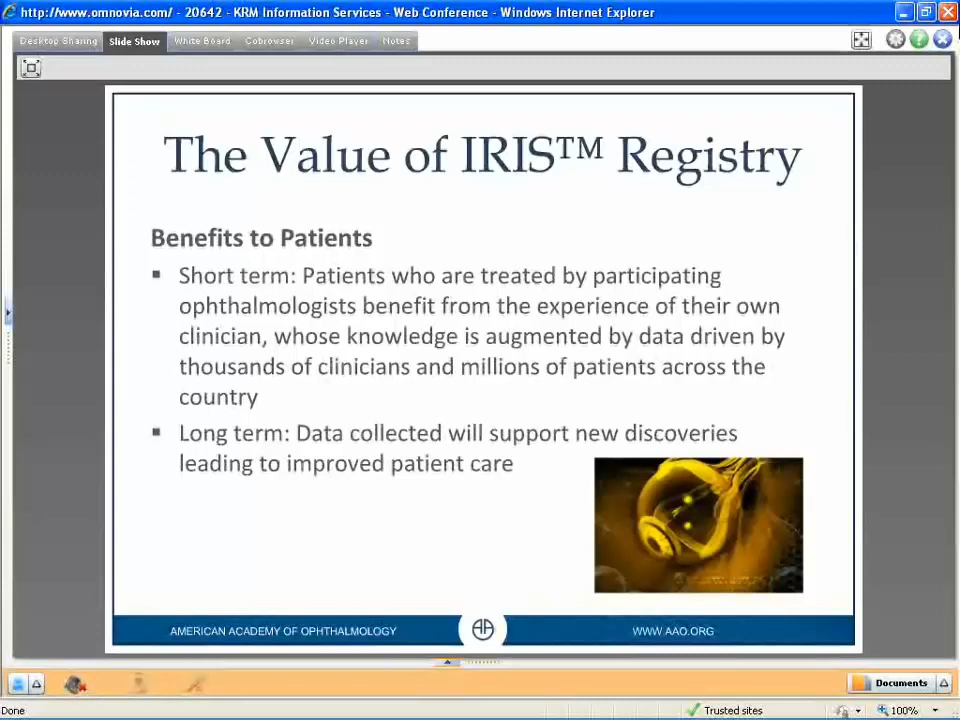 http://www.omnovia.com/ - 20642 - KRM Information Services - Web Conference - Windows Internet Explorer
Desktop Sharing Slide Show White Board Cobrowser Video Player Notes
The Value of IRIS™ Registry
Benefits to Patients
▪ Short term: Patients who are treated by participating
ophthalmologists benefit from the experience of their own
clinician, whose knowledge is augmented by data driven by
thousands of clinicians and millions of patients across the
country
▪ Long term: Data collected will support new discoveries
leading to improved patient care
AMERICAN ACADEMY OF OPHTHALMOLOGY WWW.AAO.ORG
Documents
Done Trusted sites 100%